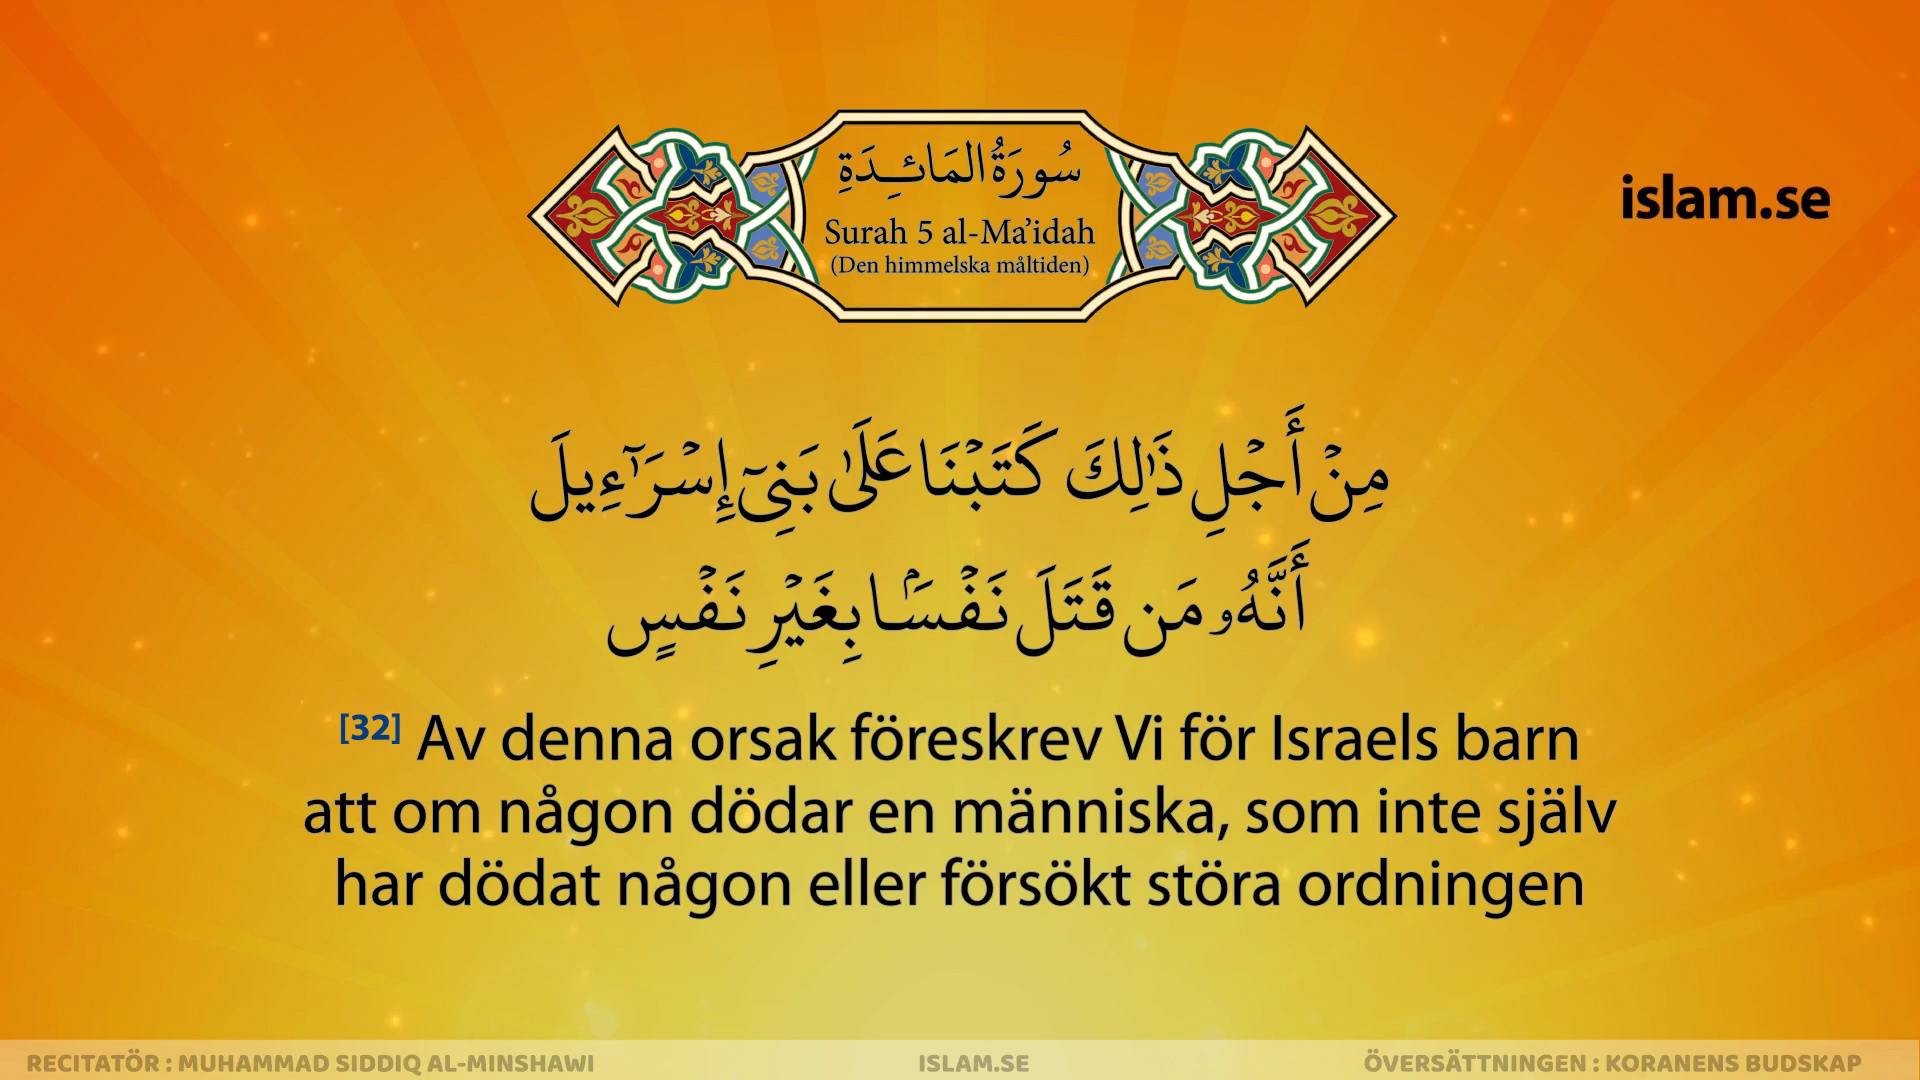 سُورَةُ المَائِدَةِ
Surah 5 al-Ma’idah
(Den himmelska måltiden)
islam.se
مِنۡ أَجۡلِ ذَٰلِكَ كَتَبۡنَا عَلَىٰ بَنِيٓ إِسۡرَٰٓءِيلَ
أَنَّهُۥ مَن قَتَلَ نَفۡسَۢا بِغَيۡرِ نَفۡسٍ
[32] Av denna orsak föreskrev Vi för Israels barn
att om någon dödar en människa, som inte själv
har dödat någon eller försökt störa ordningen
RECITATÖR : MUHAMMAD SIDDIQ AL-MINSHAWI
ISLAM.SE
ÖVERSÄTTNINGEN : KORANENS BUDSKAP